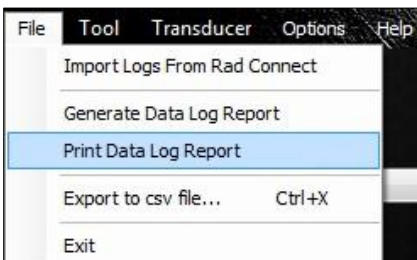 File Tool Transducer Options Help
Import Logs From Rad Connect
Generate Data Log Report
Print Data Log Report
Export to csv file... Ctrl+X
Exit